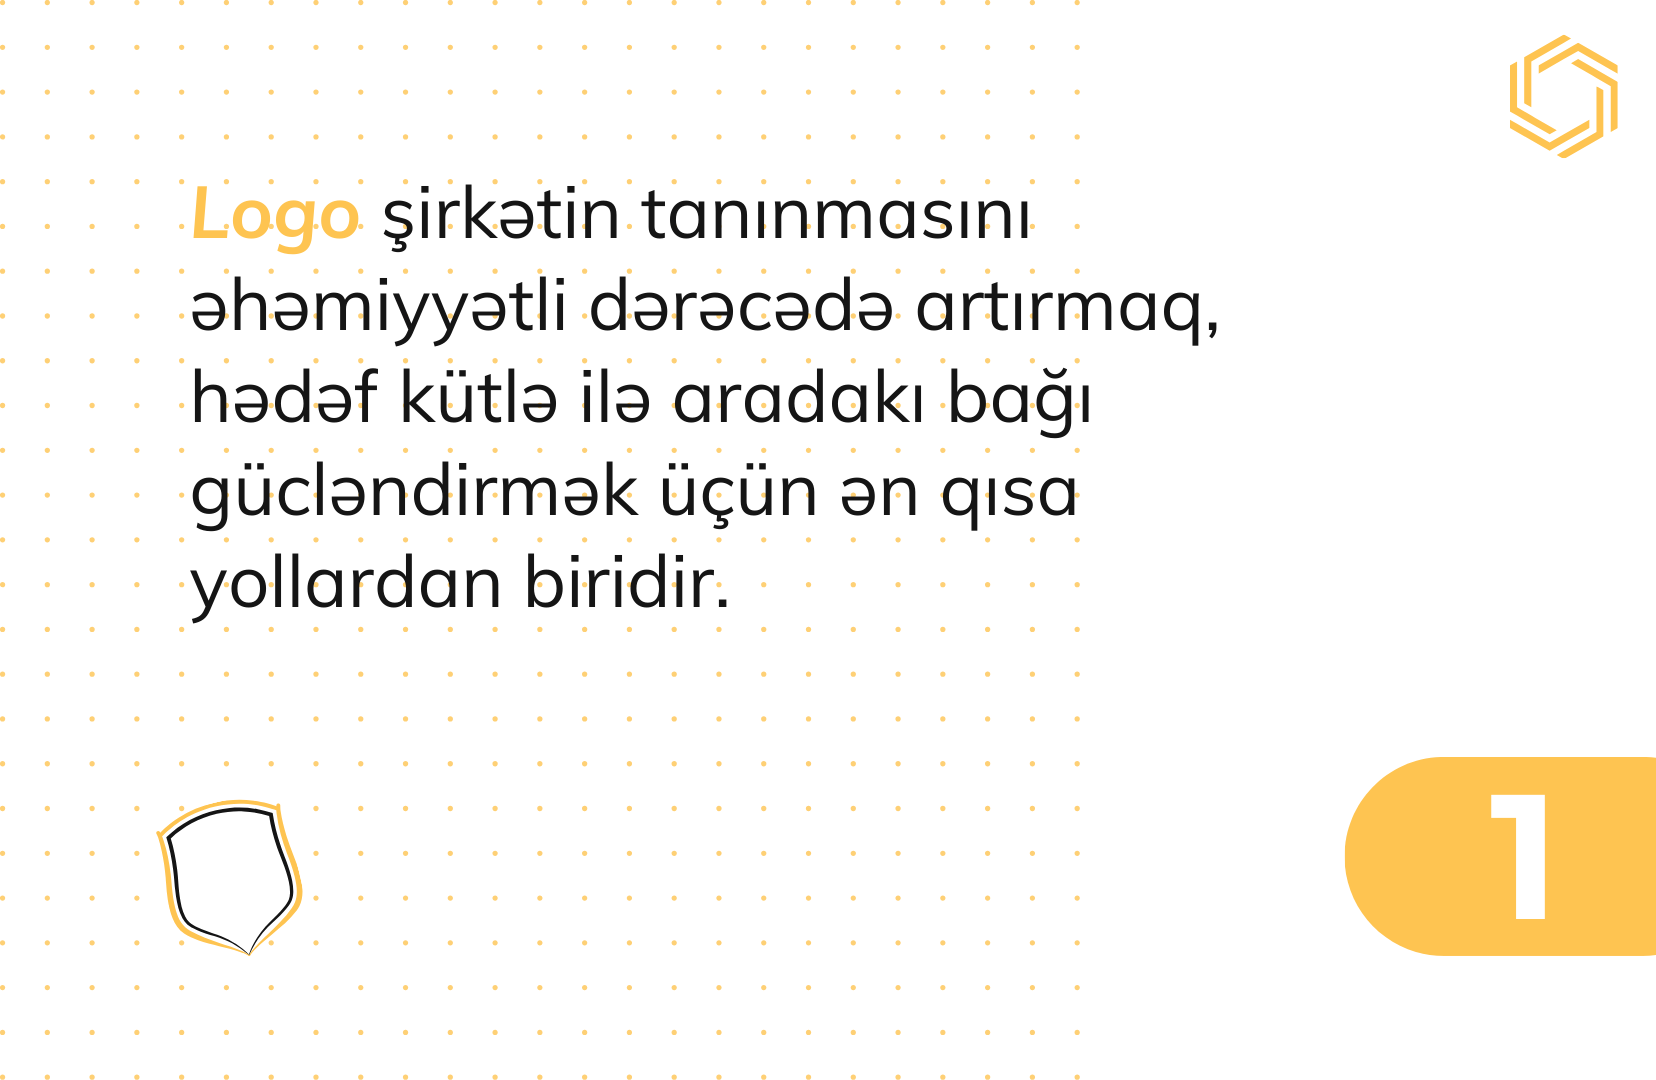 Logo şirkətin tanınmasını
əhəmiyyətli dərəcədə artırmaq,
hədəf kütlə ilə aradakı bağı
gücləndirmək üçün ən qısa
yollardan biridir.
1